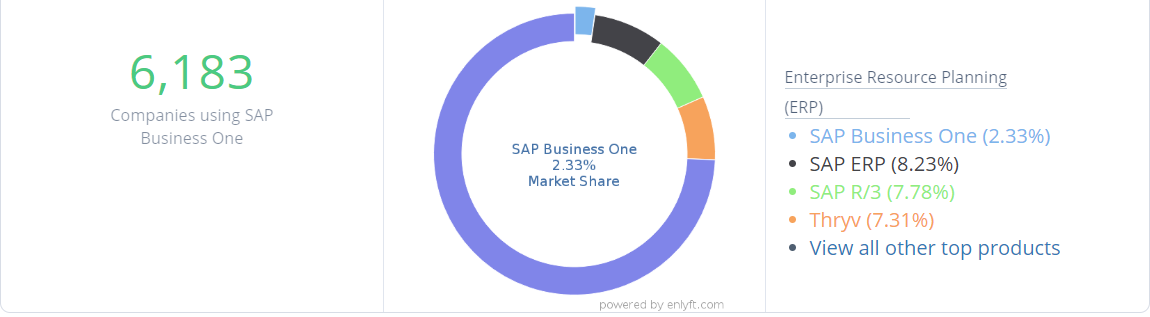 6,183
Companies using SAP
Business One
SAP Business One
2.33%
Market Share
powered by enlyft.com
Enterprise Resource Planning
(ERP)
SAP Business One (2.33%)
SAP ERP (8.23%)
SAP R/3 (7.78%)
Thryv (7.31%)
View all other top products